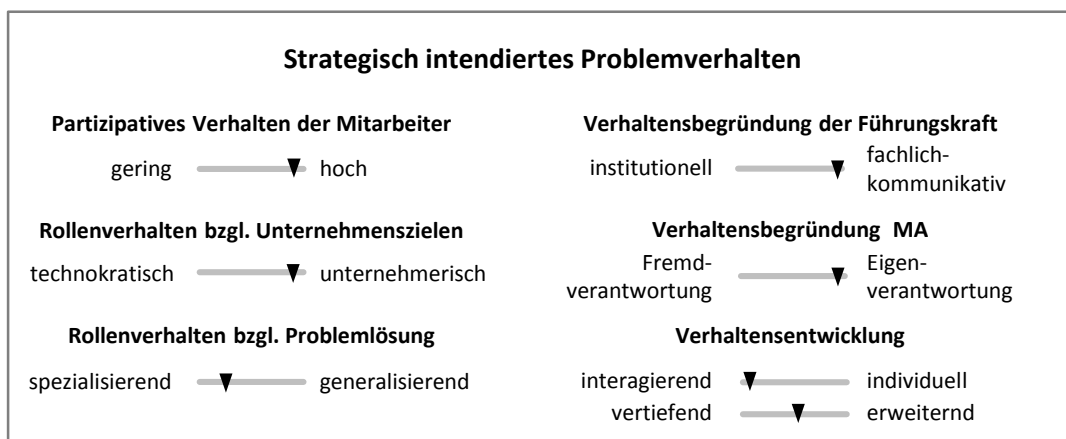 Strategisch intendiertes Problemverhalten
Partizipatives Verhalten der Mitarbeiter
gering hoch
Rollenverhalten bzgl. Unternehmenszielen
technokratisch unternehmerisch
Rollenverhalten bzgl. Problemlösung
spezialisierend generalisierend
Verhaltensbegründung der Führungskraft
institutionell fachlich-
kommunikativ
Verhaltensbegründung MA
Fremd- Eigen-
verantwortung verantwortung
Verhaltensentwicklung
interagierend individuell
vertiefend erweiternd